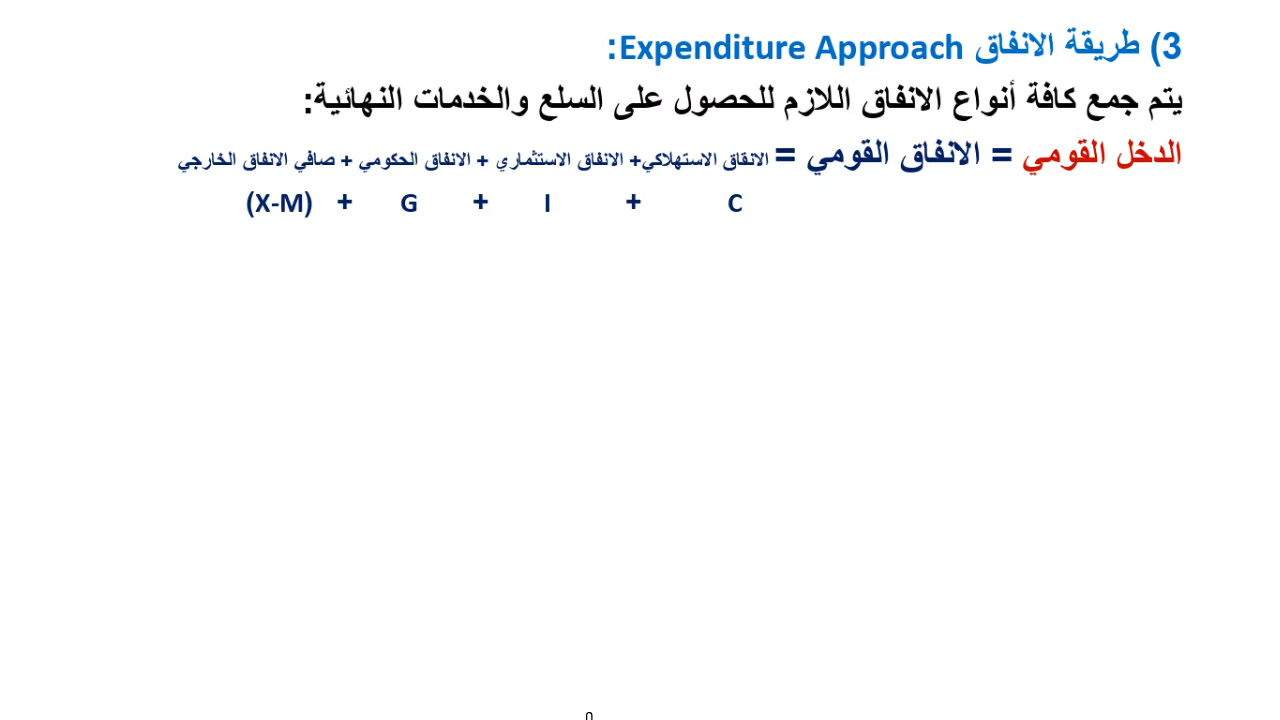 3) طريقة الانفاق Expenditure Approach:
يتم جمع كافة أنواع الانفاق اللازم للحصول على السلع والخدمات النهائية:
الدخل القومي = الانفاق القومي = الانفاق الاستهلاكي+ الانفاق الاستثماري + الانفاق الحكومي + صافي الانفاق الخارجي
C + I + G + (X-M)